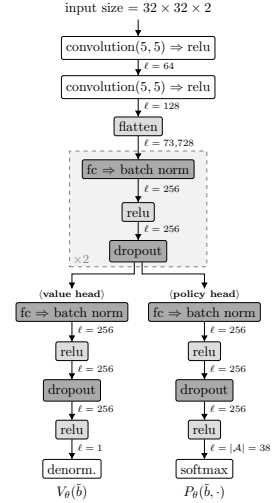 input size = 32 × 32 × 2
convolution(5, 5) ⇒ relu
ℓ = 64
convolution(5, 5) ⇒ relu
ℓ = 128
flatten
ℓ = 73,728
fc ⇒ batch norm
ℓ = 256
relu
ℓ = 256
dropout
×2
⟨value head⟩ ⟨policy head⟩
fc ⇒ batch norm fc ⇒ batch norm
ℓ = 256 ℓ = 256
relu relu
ℓ = 256 ℓ = 256
dropout dropout
ℓ = 256 ℓ = 256
relu relu
ℓ = 1 ℓ = |𝒜| = 38
denorm. softmax
V_θ(b̃) P_θ(b̃, ·)